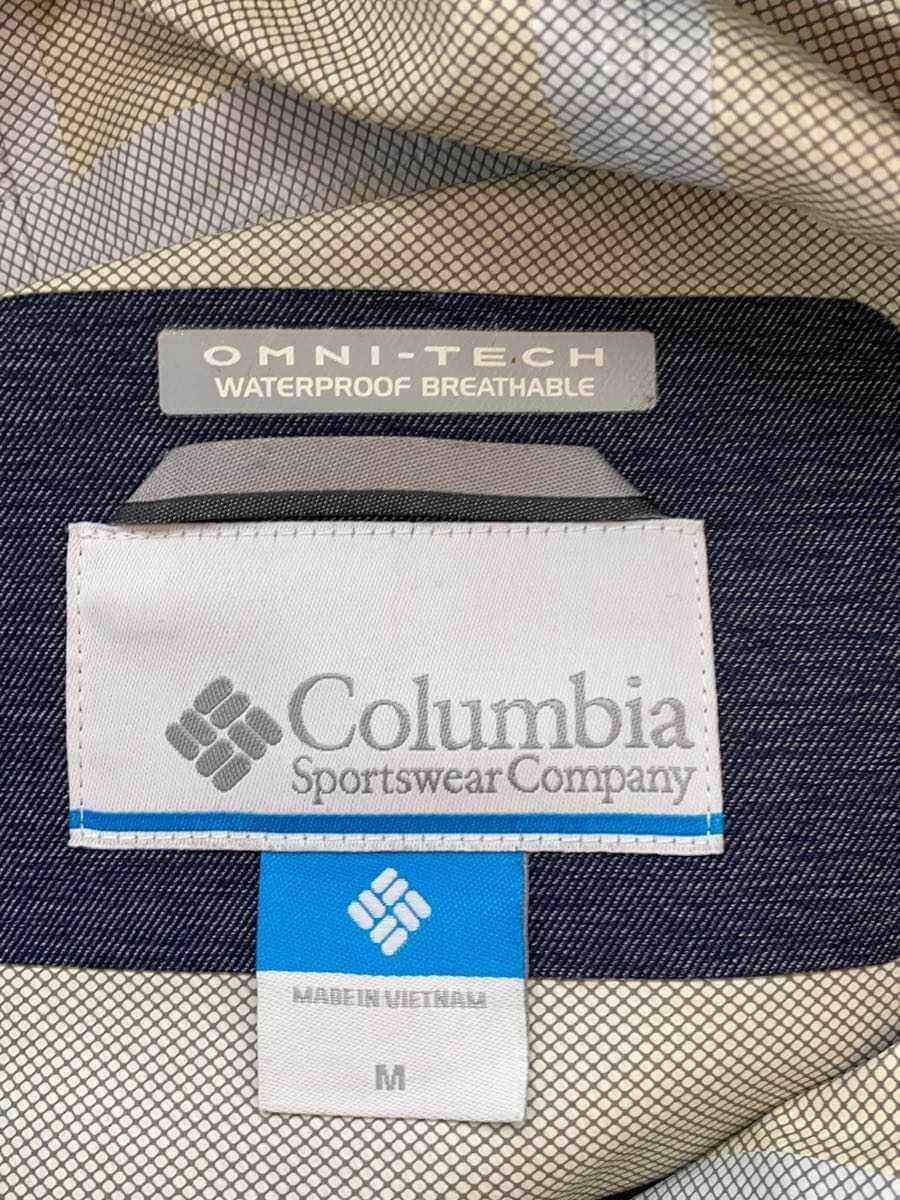 OMNI-TECH
WATERPROOF BREATHABLE
Columbia
Sportswear Company
MADE IN VIETNAM
M